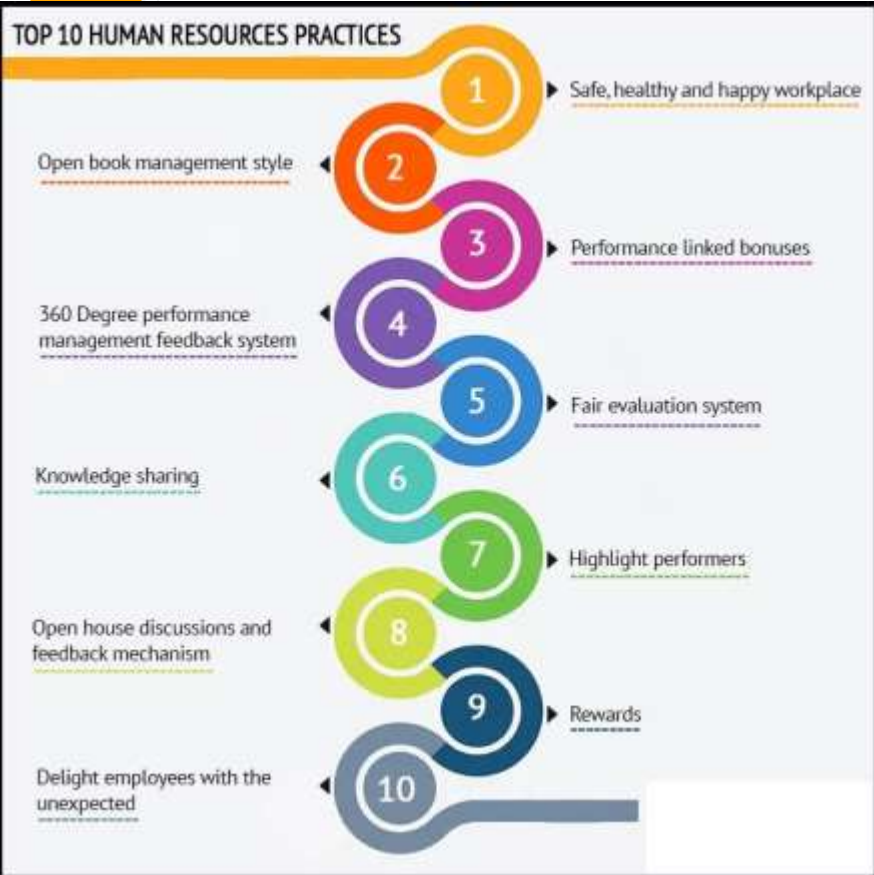 TOP 10 HUMAN RESOURCES PRACTICES
1
Safe, healthy and happy workplace
Open book management style
2
3
Performance linked bonuses
360 Degree performance
management feedback system
4
5
Fair evaluation system
Knowledge sharing
6
7
Highlight performers
Open house discussions and
feedback mechanism
8
9
Rewards
Delight employees with the
unexpected
10